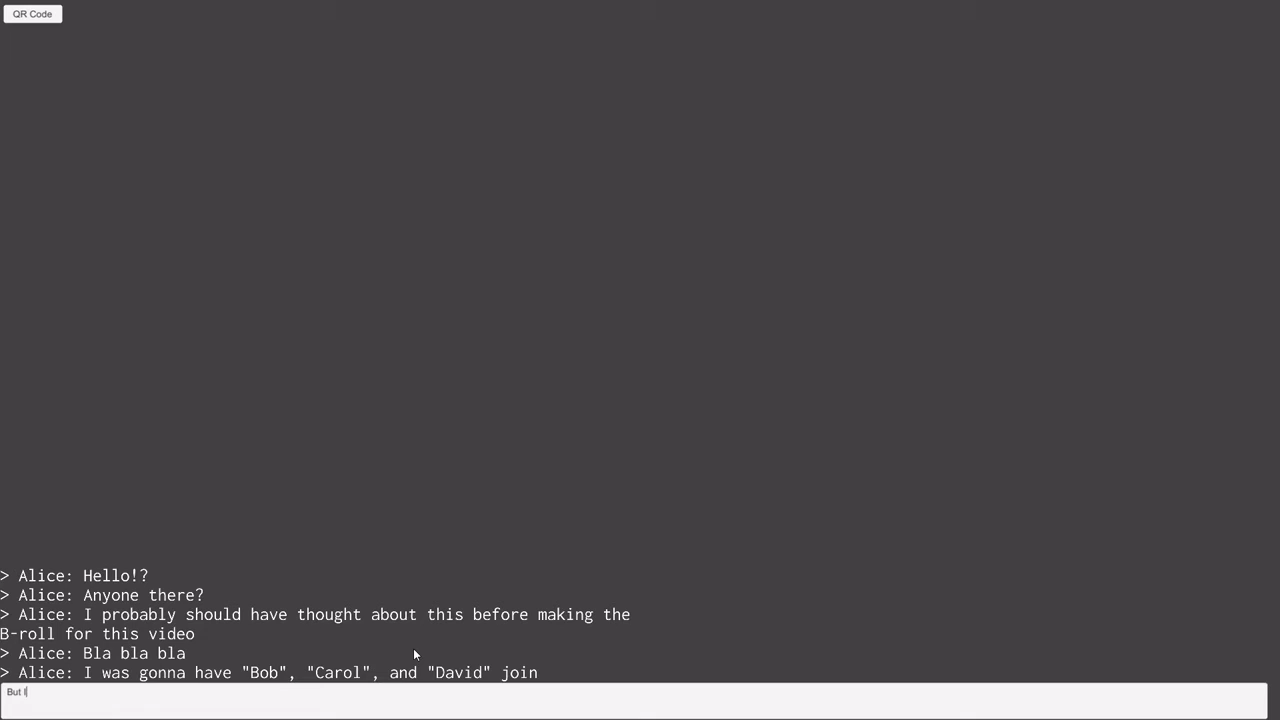 QR Code
> Alice: Hello!?
> Alice: Anyone there?
> Alice: I probably should have thought about this before making the
B-roll for this video
> Alice: Bla bla bla
> Alice: I was gonna have "Bob", "Carol", and "David" join
But I